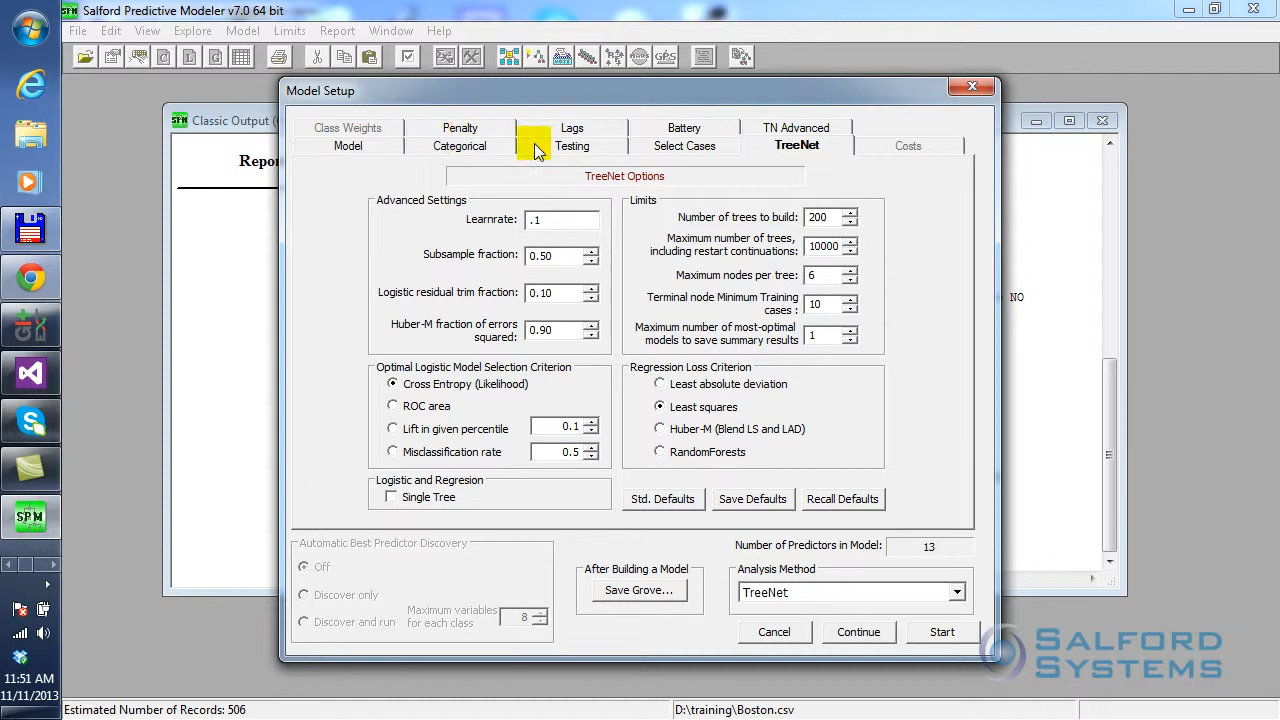 Salford Predictive Modeler v7.0 64 bit
File Edit View Explore Model Limits Report Window Help
Classic Output (
Repor
NO
Model Setup
Class Weights Penalty Lags Battery TN Advanced
Model Categorical Testing Select Cases TreeNet Costs
TreeNet Options
Advanced Settings
Learnrate: .1
Subsample fraction: 0.50
Logistic residual trim fraction: 0.10
Huber-M fraction of errors
squared: 0.90
Limits
Number of trees to build: 200
Maximum number of trees,
including restart continuations: 10000
Maximum nodes per tree: 6
Terminal node Minimum Training
cases : 10
Maximum number of most-optimal
models to save summary results 1
Optimal Logistic Model Selection Criterion
Cross Entropy (Likelihood)
ROC area
Lift in given percentile 0.1
Misclassification rate 0.5
Regression Loss Criterion
Least absolute deviation
Least squares
Huber-M (Blend LS and LAD)
RandomForests
Logistic and Regresion
Single Tree
Std. Defaults Save Defaults Recall Defaults
Automatic Best Predictor Discovery
Off
Discover only
Discover and run
Maximum variables
for each class 8
After Building a Model
Save Grove...
Number of Predictors in Model: 13
Analysis Method
TreeNet
Cancel Continue Start
SALFORD
SYSTEMS
SPM
11:51 AM
11/11/2013
Estimated Number of Records: 506
D:\training\Boston.csv